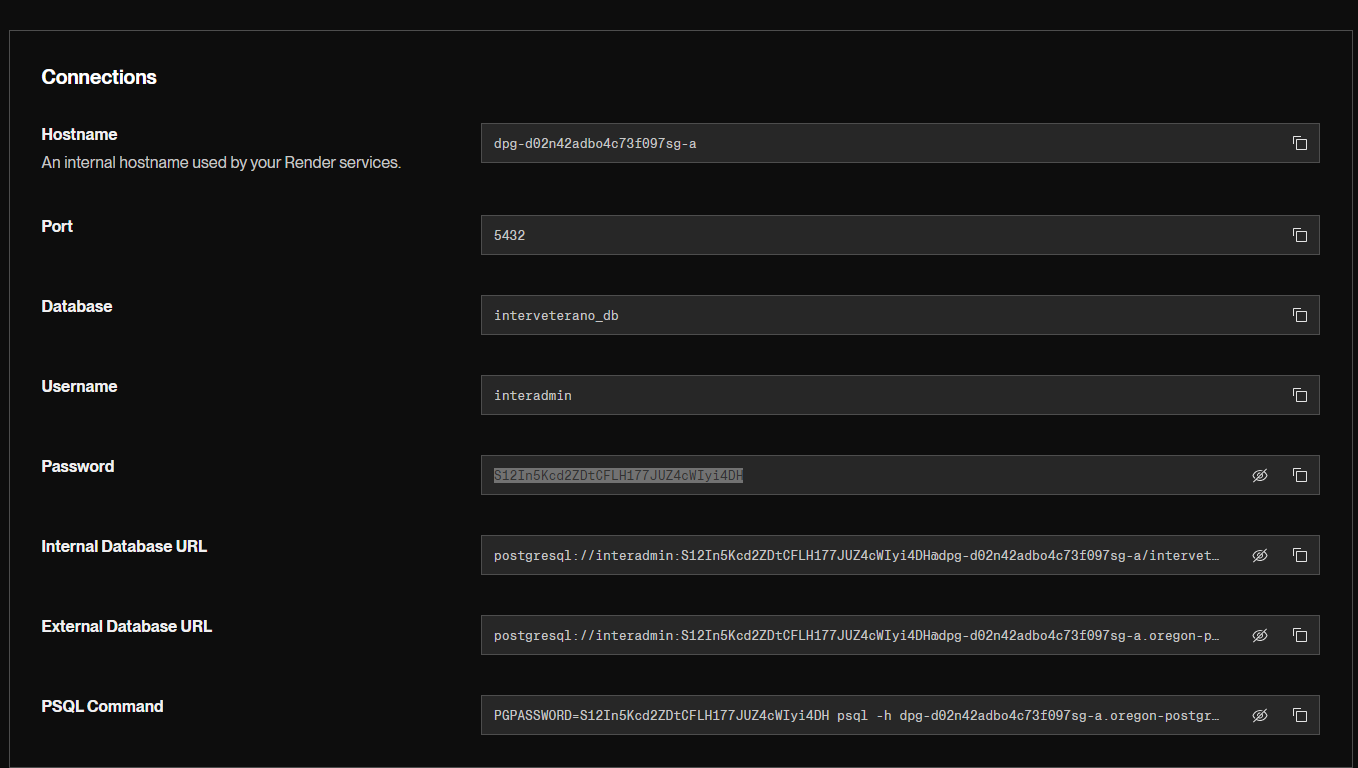 Connections
Hostname
An internal hostname used by your Render services.
dpg-d02n42adbo4c73f097sg-a
Port
5432
Database
interveterano_db
Username
interadmin
Password
S12In5Kcd2ZDtCFLH177JUZ4cWIyi4DH
Internal Database URL
postgresql://interadmin:S12In5Kcd2ZDtCFLH177JUZ4cWIyi4DH@dpg-d02n42adbo4c73f097sg-a/intervet…
External Database URL
postgresql://interadmin:S12In5Kcd2ZDtCFLH177JUZ4cWIyi4DH@dpg-d02n42adbo4c73f097sg-a.oregon-p…
PSQL Command
PGPASSWORD=S12In5Kcd2ZDtCFLH177JUZ4cWIyi4DH psql -h dpg-d02n42adbo4c73f097sg-a.oregon-postgr…